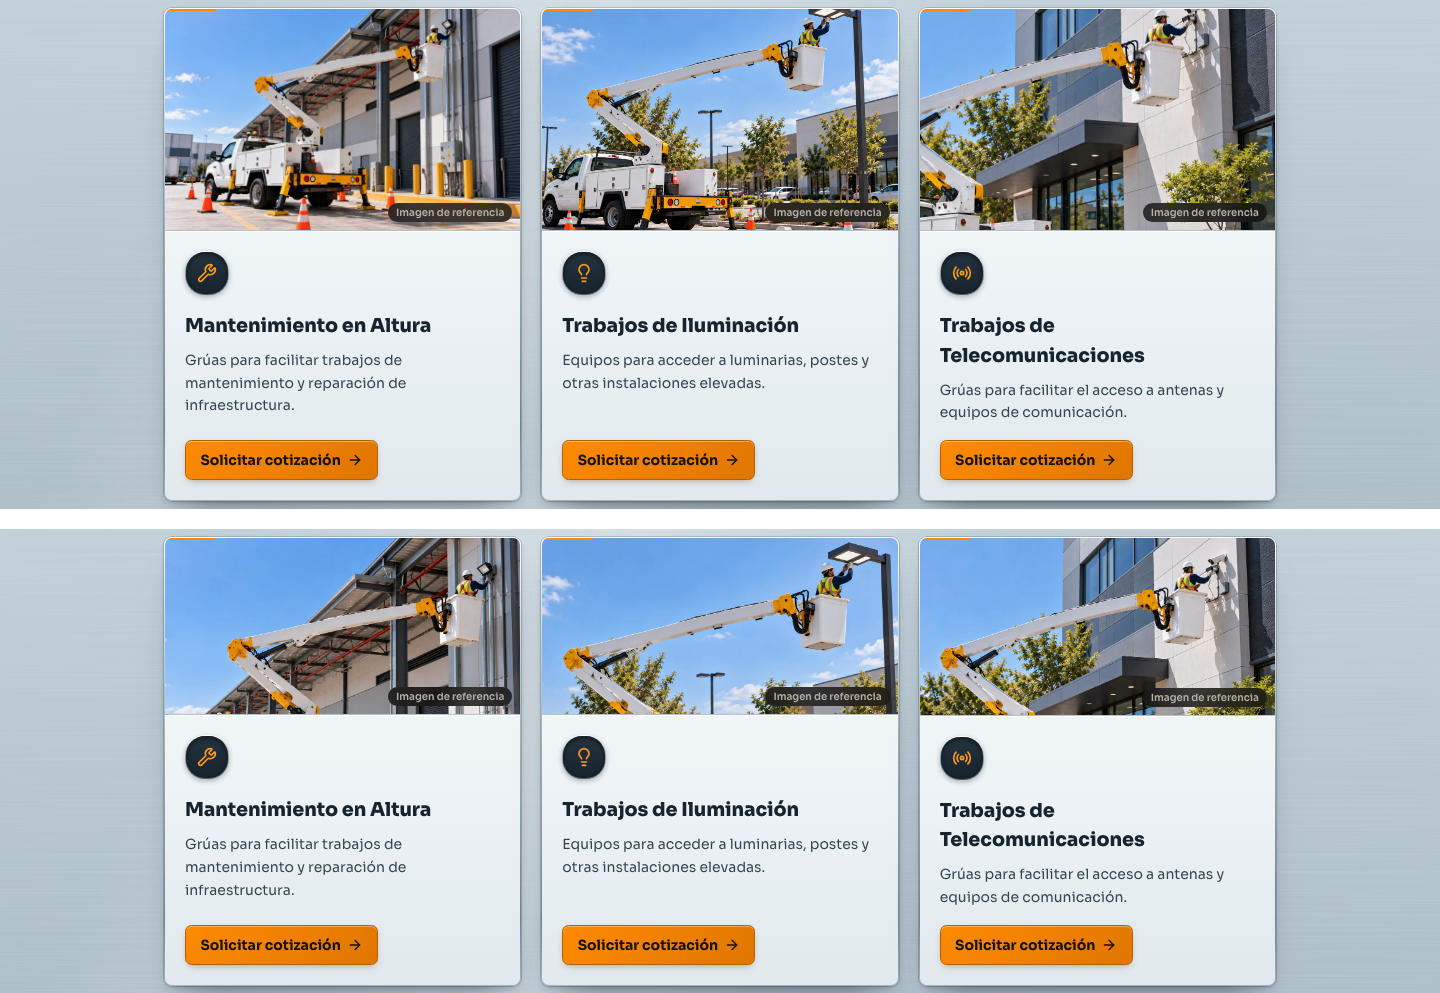 Imagen de referencia
Imagen de referencia
Imagen de referencia
Mantenimiento en Altura
Grúas para facilitar trabajos de
mantenimiento y reparación de
infraestructura.
Solicitar cotización →
Trabajos de Iluminación
Equipos para acceder a luminarias, postes y
otras instalaciones elevadas.
Solicitar cotización →
Trabajos de
Telecomunicaciones
Grúas para facilitar el acceso a antenas y
equipos de comunicación.
Solicitar cotización →
Imagen de referencia
Imagen de referencia
Imagen de referencia
Mantenimiento en Altura
Grúas para facilitar trabajos de
mantenimiento y reparación de
infraestructura.
Solicitar cotización →
Trabajos de Iluminación
Equipos para acceder a luminarias, postes y
otras instalaciones elevadas.
Solicitar cotización →
Trabajos de
Telecomunicaciones
Grúas para facilitar el acceso a antenas y
equipos de comunicación.
Solicitar cotización →